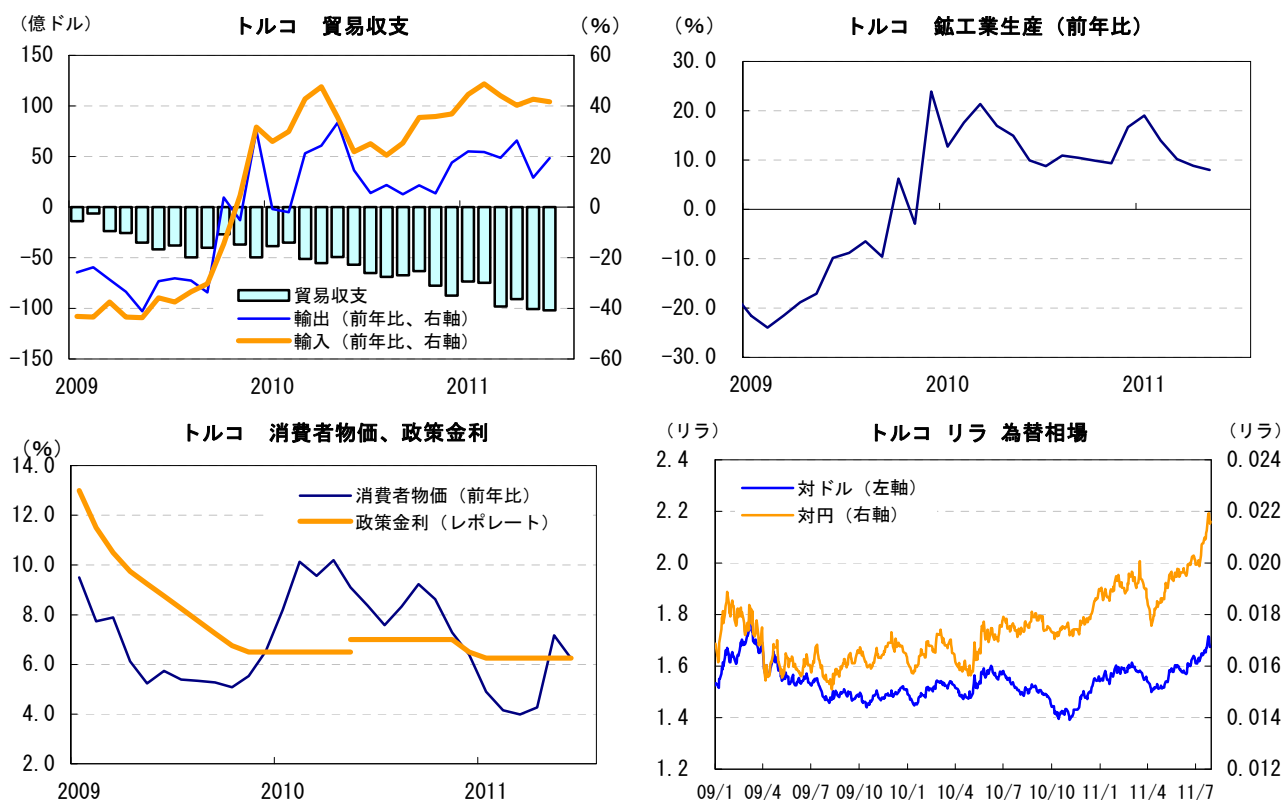 トルコ 貿易収支
（億ドル）
（％）
150
100
50
0
-50
-100
-150
60
40
20
0
-20
-40
-60
貿易収支
輸出（前年比、右軸）
輸入（前年比、右軸）
2009 2010 2011
トルコ 鉱工業生産（前年比）
（％）
30.0
20.0
10.0
0.0
-10.0
-20.0
-30.0
2009 2010 2011
トルコ 消費者物価、政策金利
（％）
14.0
12.0
10.0
8.0
6.0
4.0
2.0
消費者物価（前年比）
政策金利（レポレート）
2009 2010 2011
トルコ リラ 為替相場
（リラ）
（リラ）
2.4
2.2
2.0
1.8
1.6
1.4
1.2
0.024
0.022
0.020
0.018
0.016
0.014
0.012
対ドル（左軸）
対円（右軸）
09/1 09/4 09/7 09/10 10/1 10/4 10/7 10/10 11/1 11/4 11/7